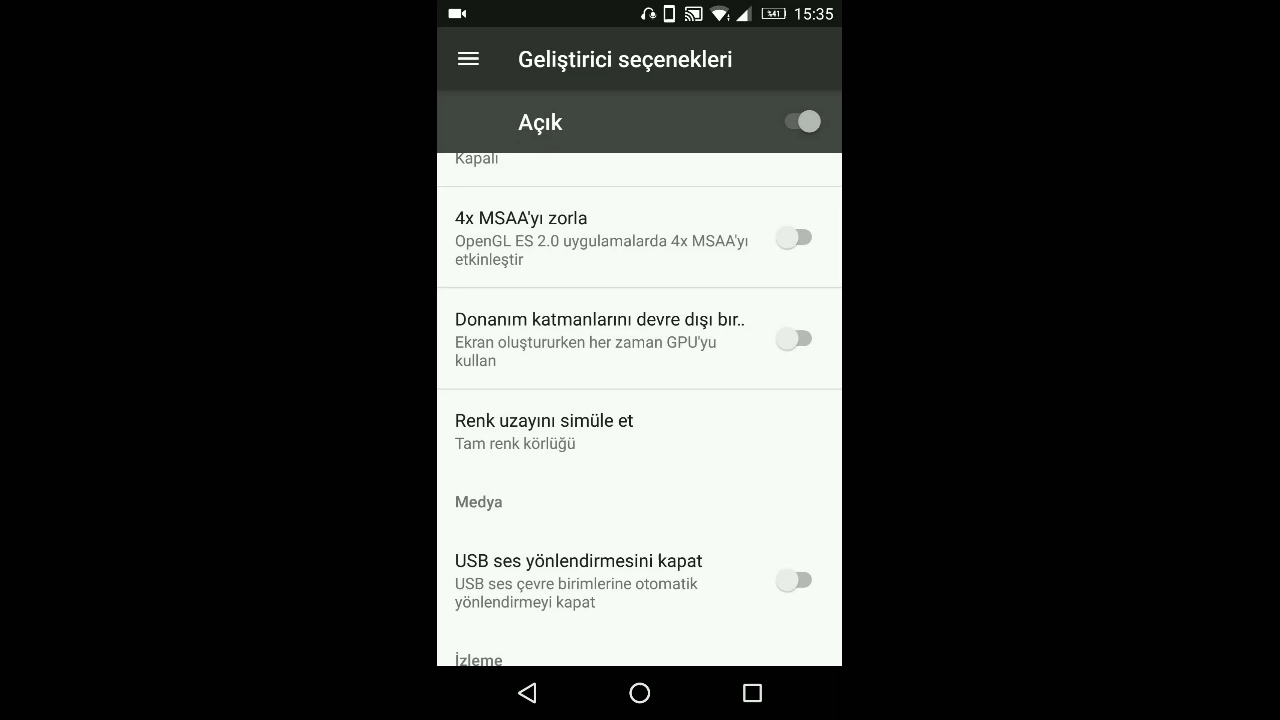 %41 15:35
Geliştirici seçenekleri
Açık
Kapalı
4x MSAA'yı zorla
OpenGL ES 2.0 uygulamalarda 4x MSAA'yı
etkinleştir
Donanım katmanlarını devre dışı bır..
Ekran oluştururken her zaman GPU'yu
kullan
Renk uzayını simüle et
Tam renk körlüğü
Medya
USB ses yönlendirmesini kapat
USB ses çevre birimlerine otomatik
yönlendirmeyi kapat
İzleme